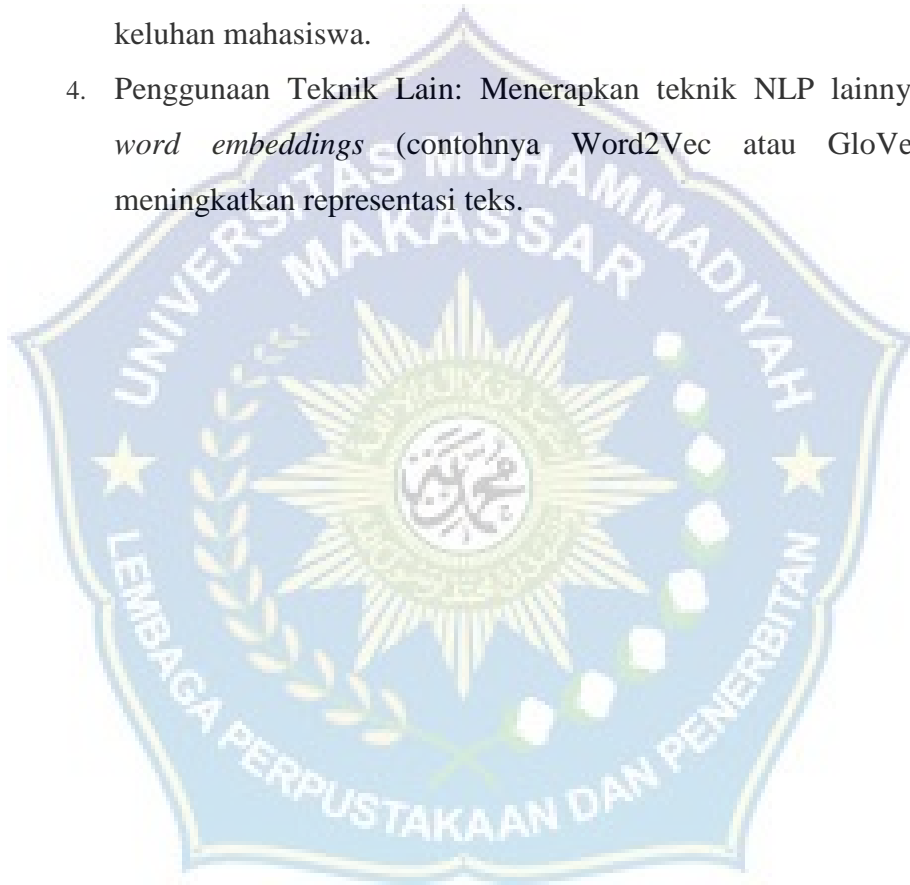 keluhan mahasiswa.
4. Penggunaan Teknik Lain: Menerapkan teknik NLP lainny
word embeddings (contohnya Word2Vec atau GloVe
meningkatkan representasi teks.
UNIVERSITAS MUHAMMADIYAH
MAKASSAR
محمدية
LEMBAGA PERPUSTAKAAN DAN PENERBITAN